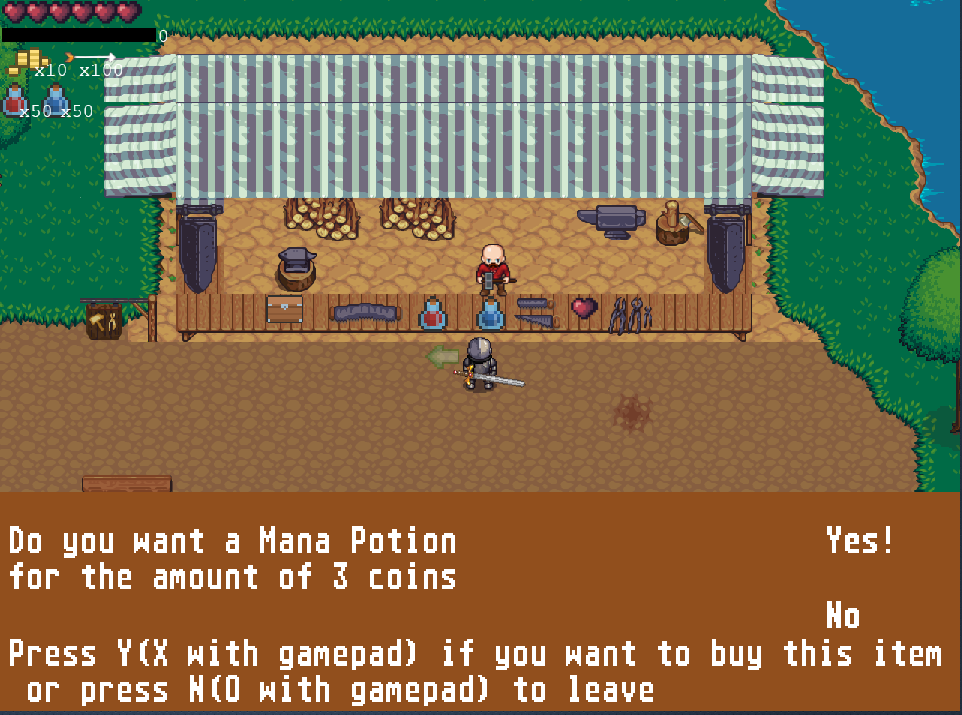 0
x10 x100
x50 x50
Do you want a Mana Potion
for the amount of 3 coins
Yes!
No
Press Y(X with gamepad) if you want to buy this item
or press N(O with gamepad) to leave